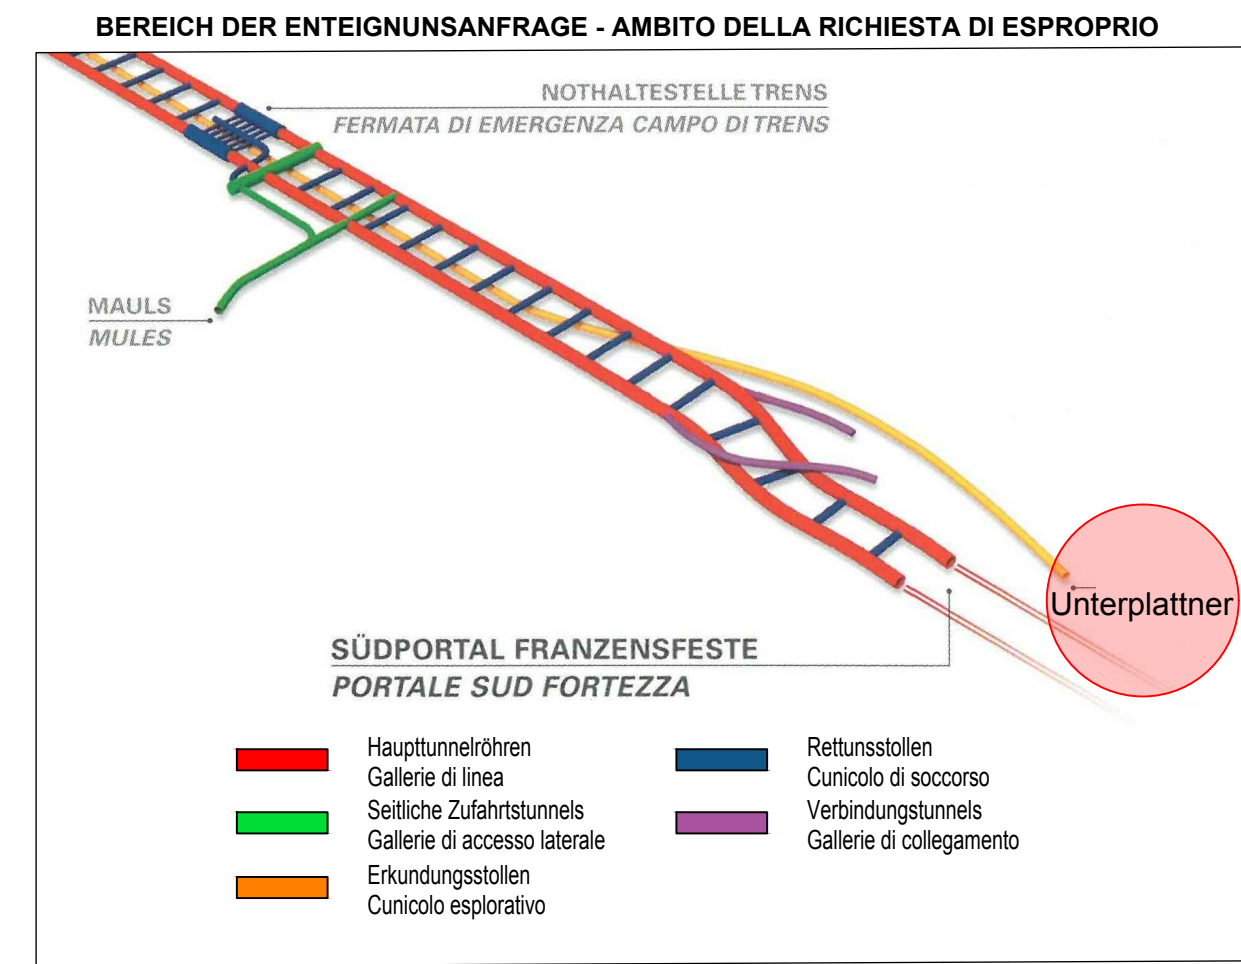 BEREICH DER ENTEIGNUNSANFRAGE - AMBITO DELLA RICHIESTA DI ESPROPRIO
NOTHALTESTELLE TRENS
FERMATA DI EMERGENZA CAMPO DI TRENS
MAULS
MULES
Unterplattner
SÜDPORTAL FRANZENSFESTE
PORTALE SUD FORTEZZA
Haupttunnelröhren
Gallerie di linea
Seitliche Zufahrtstunnels
Gallerie di accesso laterale
Erkundungsstollen
Cunicolo esplorativo
Rettunsstollen
Cunicolo di soccorso
Verbindungstunnels
Gallerie di collegamento